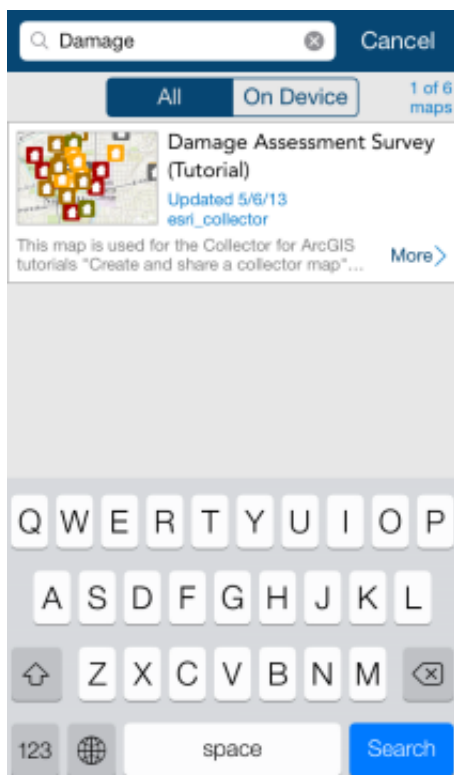 Damage
Cancel
All
On Device
1 of 6
maps
Damage Assessment Survey
(Tutorial)
Updated 5/6/13
esri_collector
This map is used for the Collector for ArcGIS
tutorials "Create and share a collector map"...
More
Q W E R T Y U I O P
A S D F G H J K L
Z X C V B N M
123
space
Search